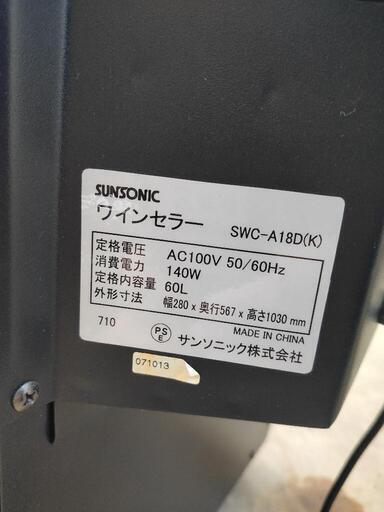 SUNSONIC
ワインセラー SWC-A18D(K)
定格電圧 AC100V 50/60Hz
消費電力 140W
定格内容量 60L
外形寸法 幅280 x 奥行567 x 高さ1030 mm
710 MADE IN CHINA
PSE サンソニック株式会社
071013